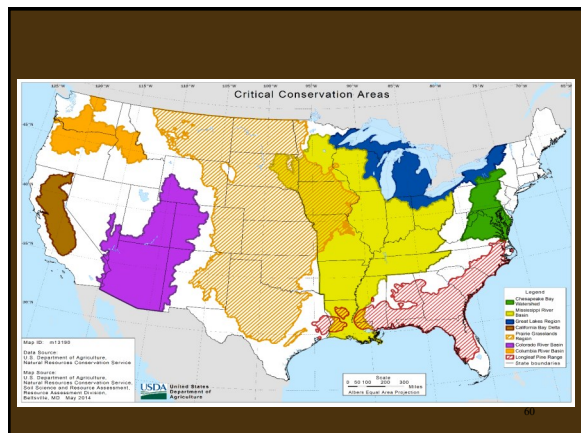 Critical Conservation Areas
Legend
Chesapeake Bay
Watershed
Mississippi River
Basin
Great Lakes Region
California Bay Delta
Prairie Grasslands
Region
Colorado River Basin
Columbia River Basin
Longleaf Pine Range
State boundaries
Map ID: m13190
Data Source:
U.S. Department of Agriculture,
Natural Resources Conservation Service
Map Source:
U.S. Department of Agriculture,
Natural Resources Conservation Service,
Soil Science and Resource Assessment,
Resource Assessment Division,
Beltsville, MD May 2014
USDA United States
Department of
Agriculture
Scale
0 50 100 200 300
Miles
Albers Equal Area Projection
60